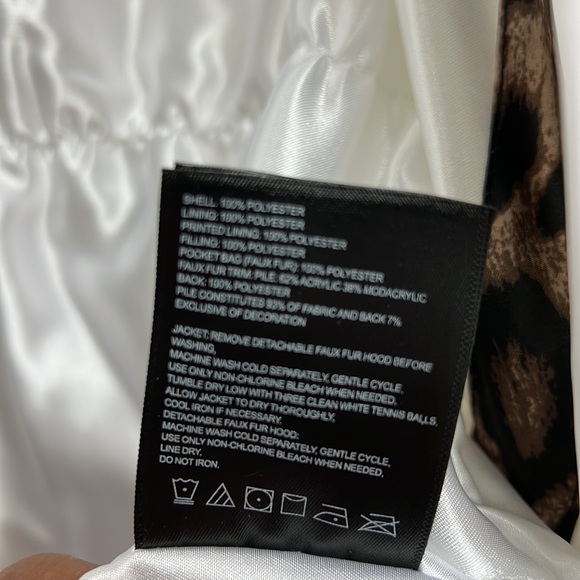 SHELL: 100% POLYESTER
LINING: 100% POLYESTER
PRINTED LINING: 100% POLYESTER
FILLING: 100% POLYESTER
POCKET BAG (FAUX FUR): 100% POLYESTER
FAUX FUR TRIM: PILE: 62% ACRYLIC 38% MODACRYLIC
BACK: 100% POLYESTER
PILE CONSTITUTES 93% OF FABRIC AND BACK 7%
EXCLUSIVE OF DECORATION
JACKET: REMOVE DETACHABLE FAUX FUR HOOD BEFORE
WASHING,
MACHINE WASH COLD SEPARATELY, GENTLE CYCLE,
USE ONLY NON-CHLORINE BLEACH WHEN NEEDED,
TUMBLE DRY LOW WITH THREE CLEAN WHITE TENNIS BALLS,
ALLOW JACKET TO DRY THOROUGHLY,
COOL IRON IF NECESSARY.
DETACHABLE FAUX FUR HOOD:
MACHINE WASH COLD SEPARATELY, GENTLE CYCLE,
USE ONLY NON-CHLORINE BLEACH WHEN NEEDED,
LINE DRY,
DO NOT IRON.